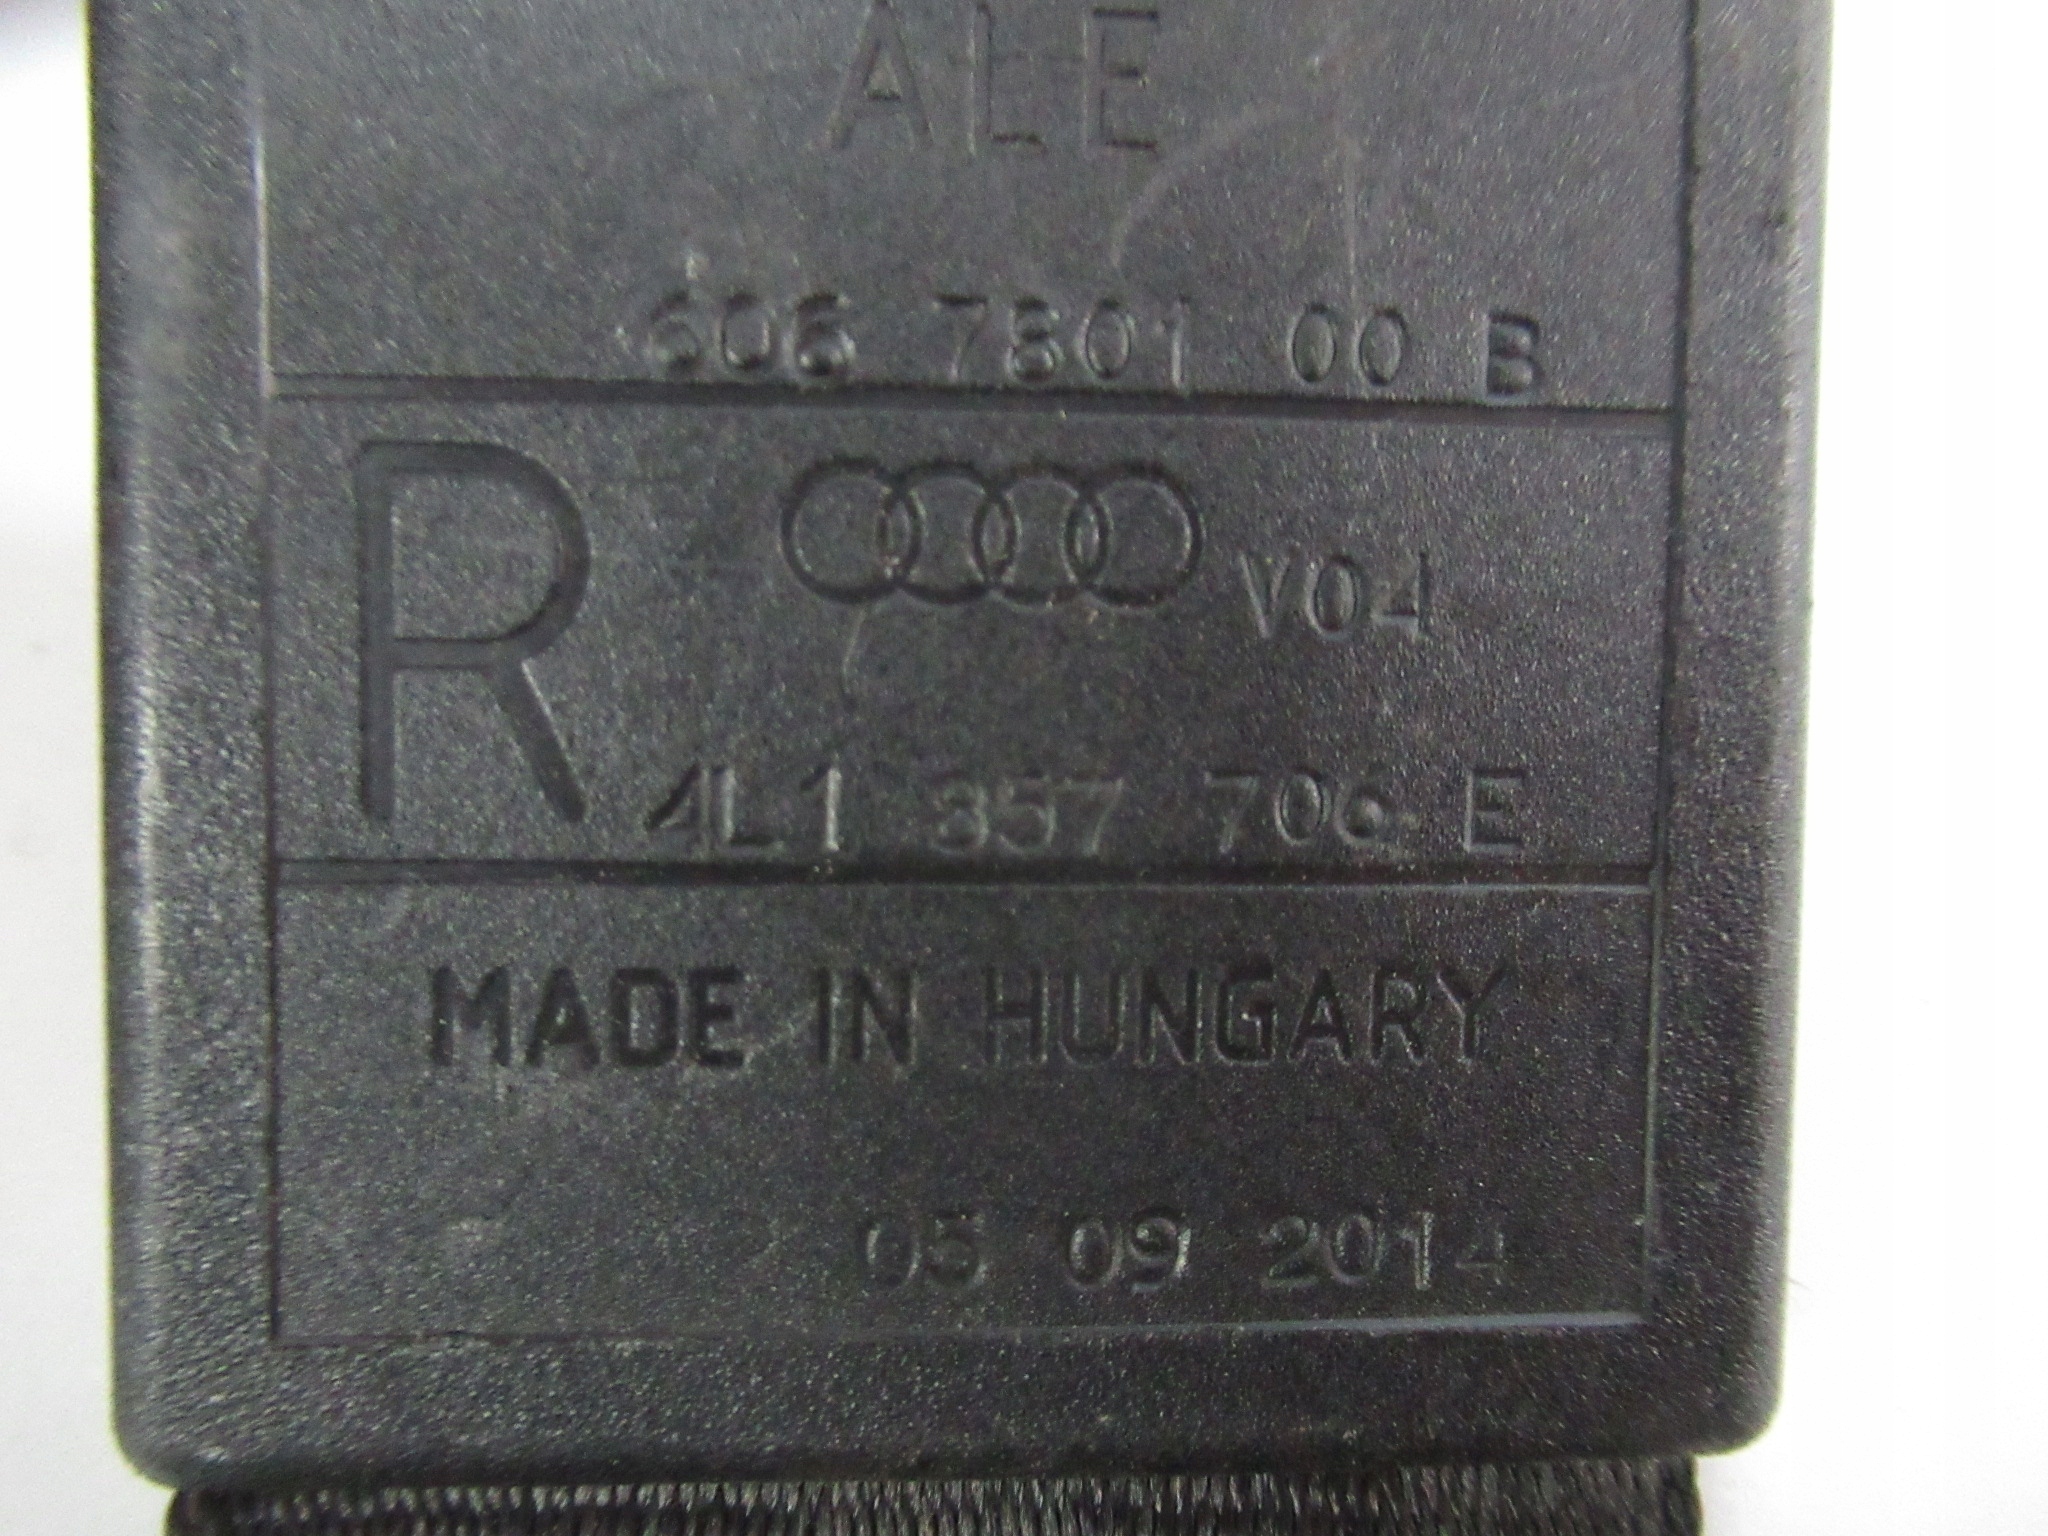 ALE
606 7801 00 B
R
V04
4L1 857 706 E
MADE IN HUNGARY
05 09 2014